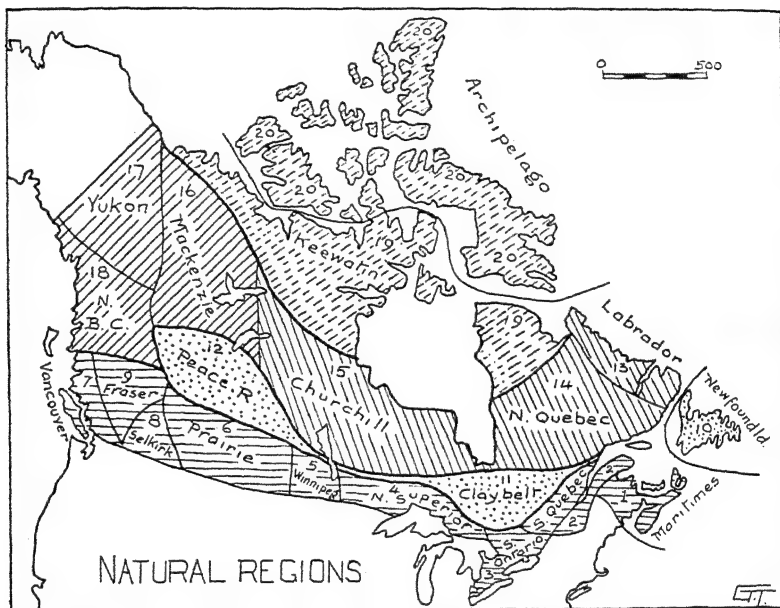 0 500
20
Archipelago
20
20
20
20
17
Yukon
16
Mackenzie
19
Keewatin
18
N.
B.C.
12
Peace R
15
Churchill
19
Labrador
13
14
N. Quebec
Newfoundld.
10
Vancouver
7
9
Fraser
8
Selkirk
6
Prairie
5
Winnipeg
4
N. Superior
11
Claybelt
S. Quebec
2
2
S.
Ontario
3
1
Maritimes
NATURAL REGIONS